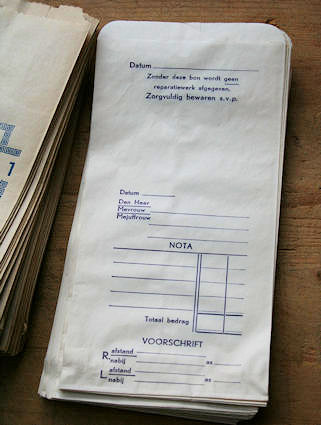 Datum
Zonder deze bon wordt geen
reparatiewerk afgegeven.
Zorgvuldig bewaren s.v.p.
Datum
Den Heer
Mevrouw
Mejuffrouw
NOTA
Totaal bedrag
VOORSCHRIFT
R. afstand
nabij as
L. afstand
nabij as
1